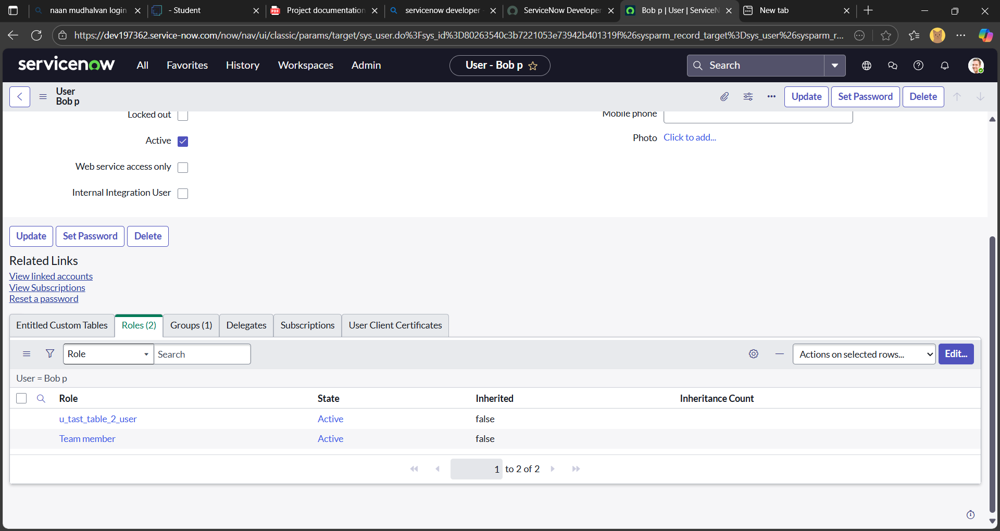 naan mudhalvan login
- Student
PDF
Project documentation
servicenow developer
ServiceNow Developer
Bob p | User | ServiceN
New tab
https://dev197362.service-now.com/now/nav/ui/classic/params/target/sys_user.do%3Fsys_id%3D80263540c3b7221053e73942b401319f%26sysparm_record_target%3Dsys_user%26sysparm_r...
servicenow
All
Favorites
History
Workspaces
Admin
User - Bob p
Search
User
Bob p
Update
Set Password
Delete
Locked out
Mobile phone
Active
Photo
Click to add...
Web service access only
Internal Integration User
Update
Set Password
Delete
Related Links
View linked accounts
View Subscriptions
Reset a password
Entitled Custom Tables
Roles (2)
Groups (1)
Delegates
Subscriptions
User Client Certificates
Role
Search
Actions on selected rows...
Edit...
User = Bob p
Role
State
Inherited
Inheritance Count
u_tast_table_2_user
Active
false
Team member
Active
false
1 to 2 of 2